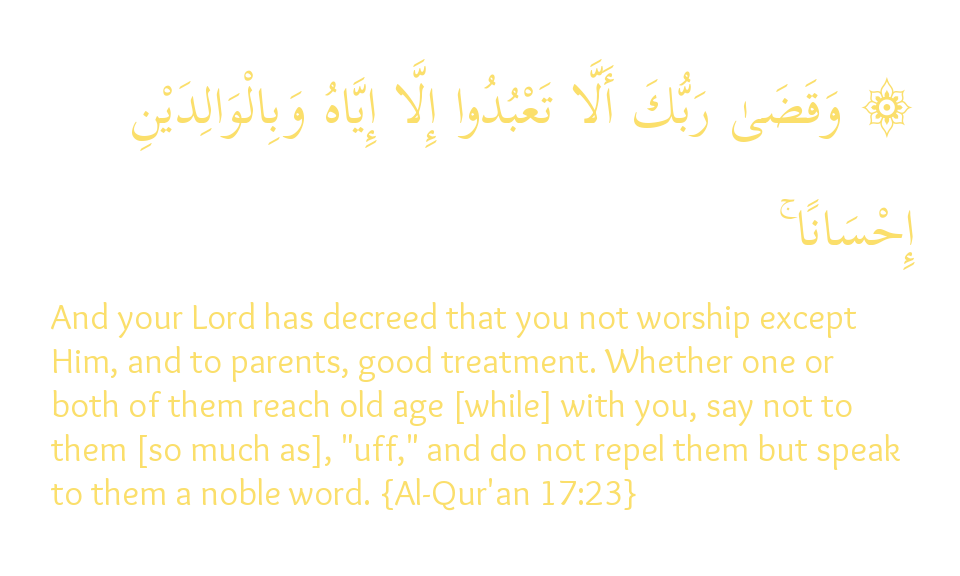 ۞ وَقَضَىٰ رَبُّكَ أَلَّا تَعْبُدُوا إِلَّا إِيَّاهُ وَبِالْوَالِدَيْنِ
إِحْسَانًا ۚ
And your Lord has decreed that you not worship except
Him, and to parents, good treatment. Whether one or
both of them reach old age [while] with you, say not to
them [so much as], "uff," and do not repel them but speak
to them a noble word. {Al-Qur'an 17:23}